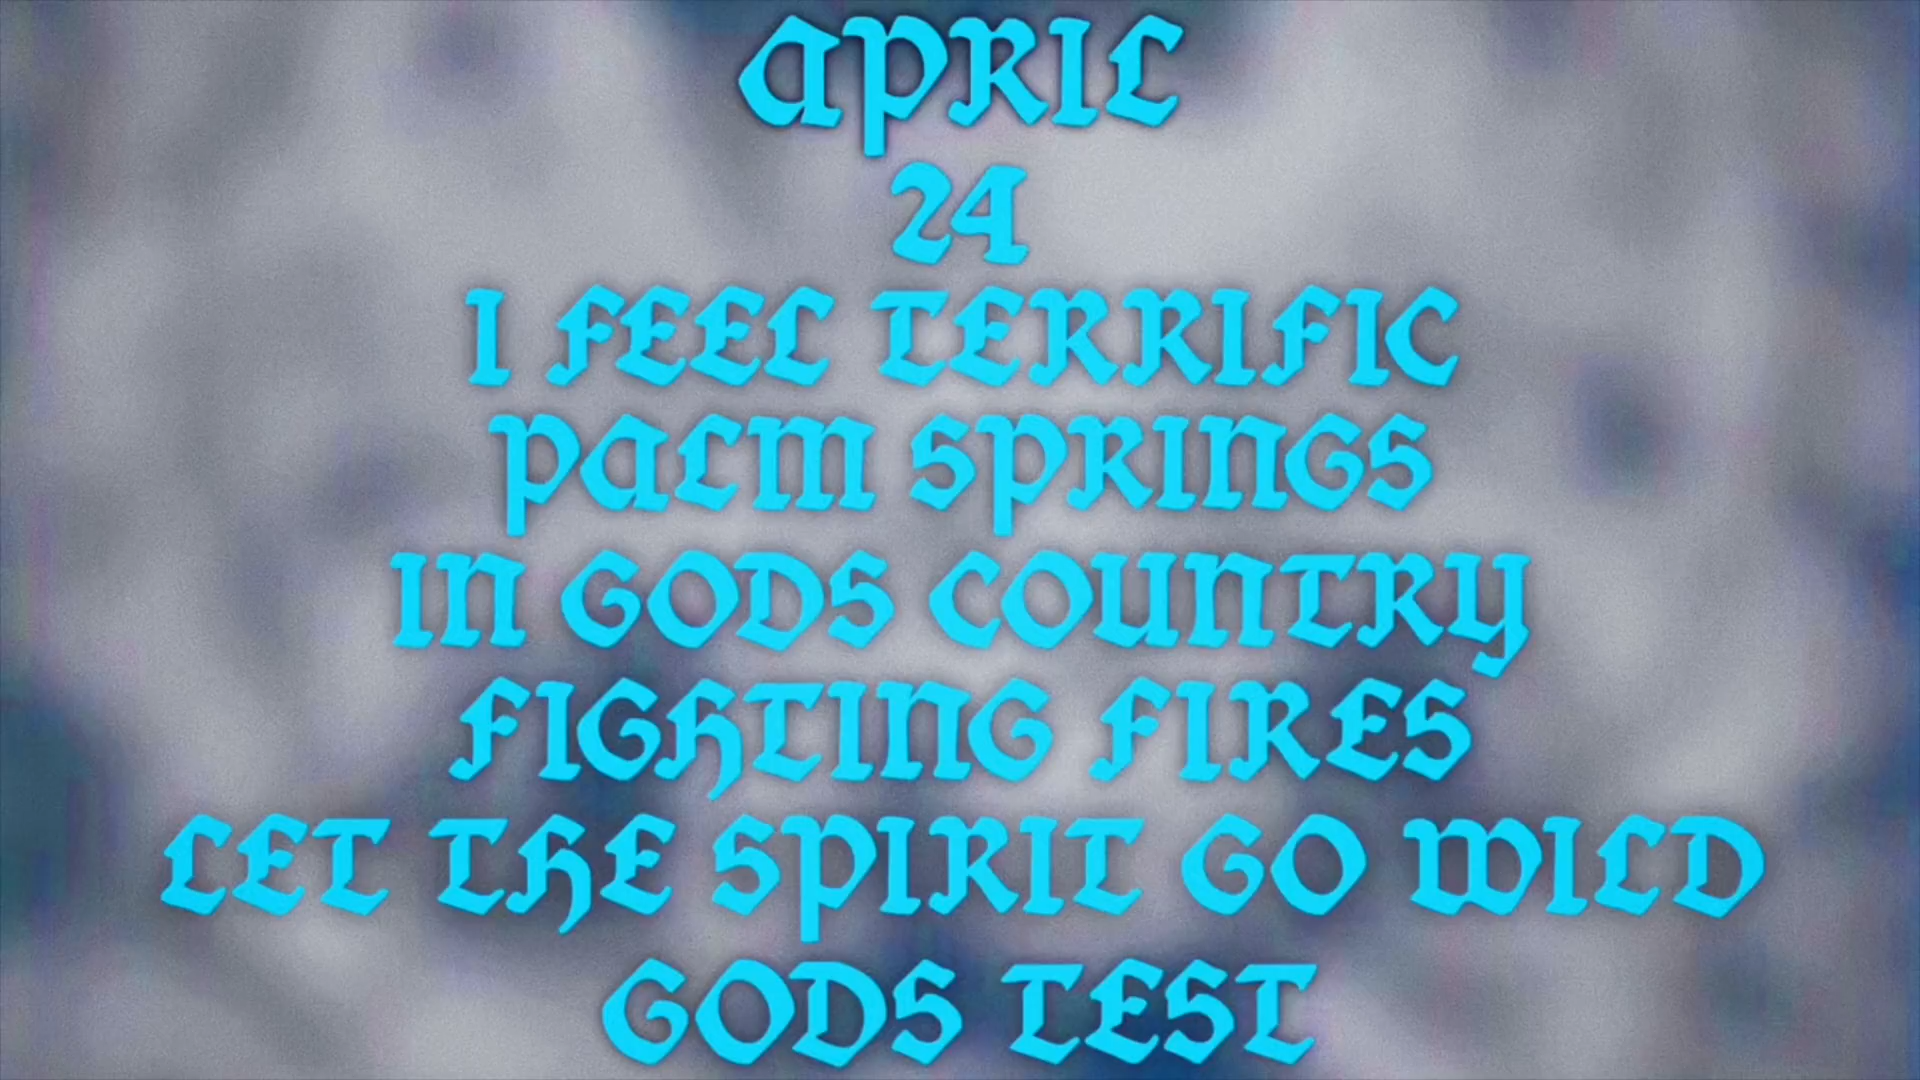 APRIL
24
I FEEL TERRIFIC
PALM SPRINGS
IN GODS COUNTRY
FIGHTING FIRES
LET THE SPIRIT GO WILD
GODS TEST